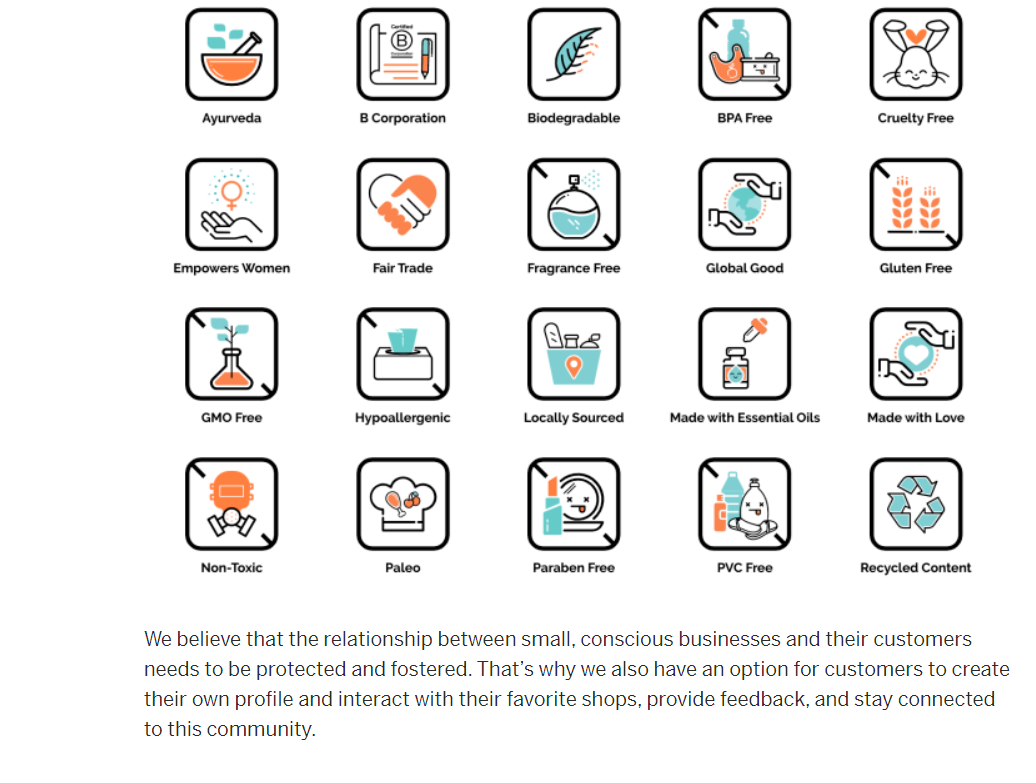 Certified
B
Ayurveda
B Corporation
Biodegradable
BPA Free
Cruelty Free
Empowers Women
Fair Trade
Fragrance Free
Global Good
Gluten Free
GMO Free
Hypoallergenic
Locally Sourced
Made with Essential Oils
Made with Love
Non-Toxic
Paleo
Paraben Free
PVC Free
Recycled Content
We believe that the relationship between small, conscious businesses and their customers
needs to be protected and fostered. That’s why we also have an option for customers to create
their own profile and interact with their favorite shops, provide feedback, and stay connected
to this community.